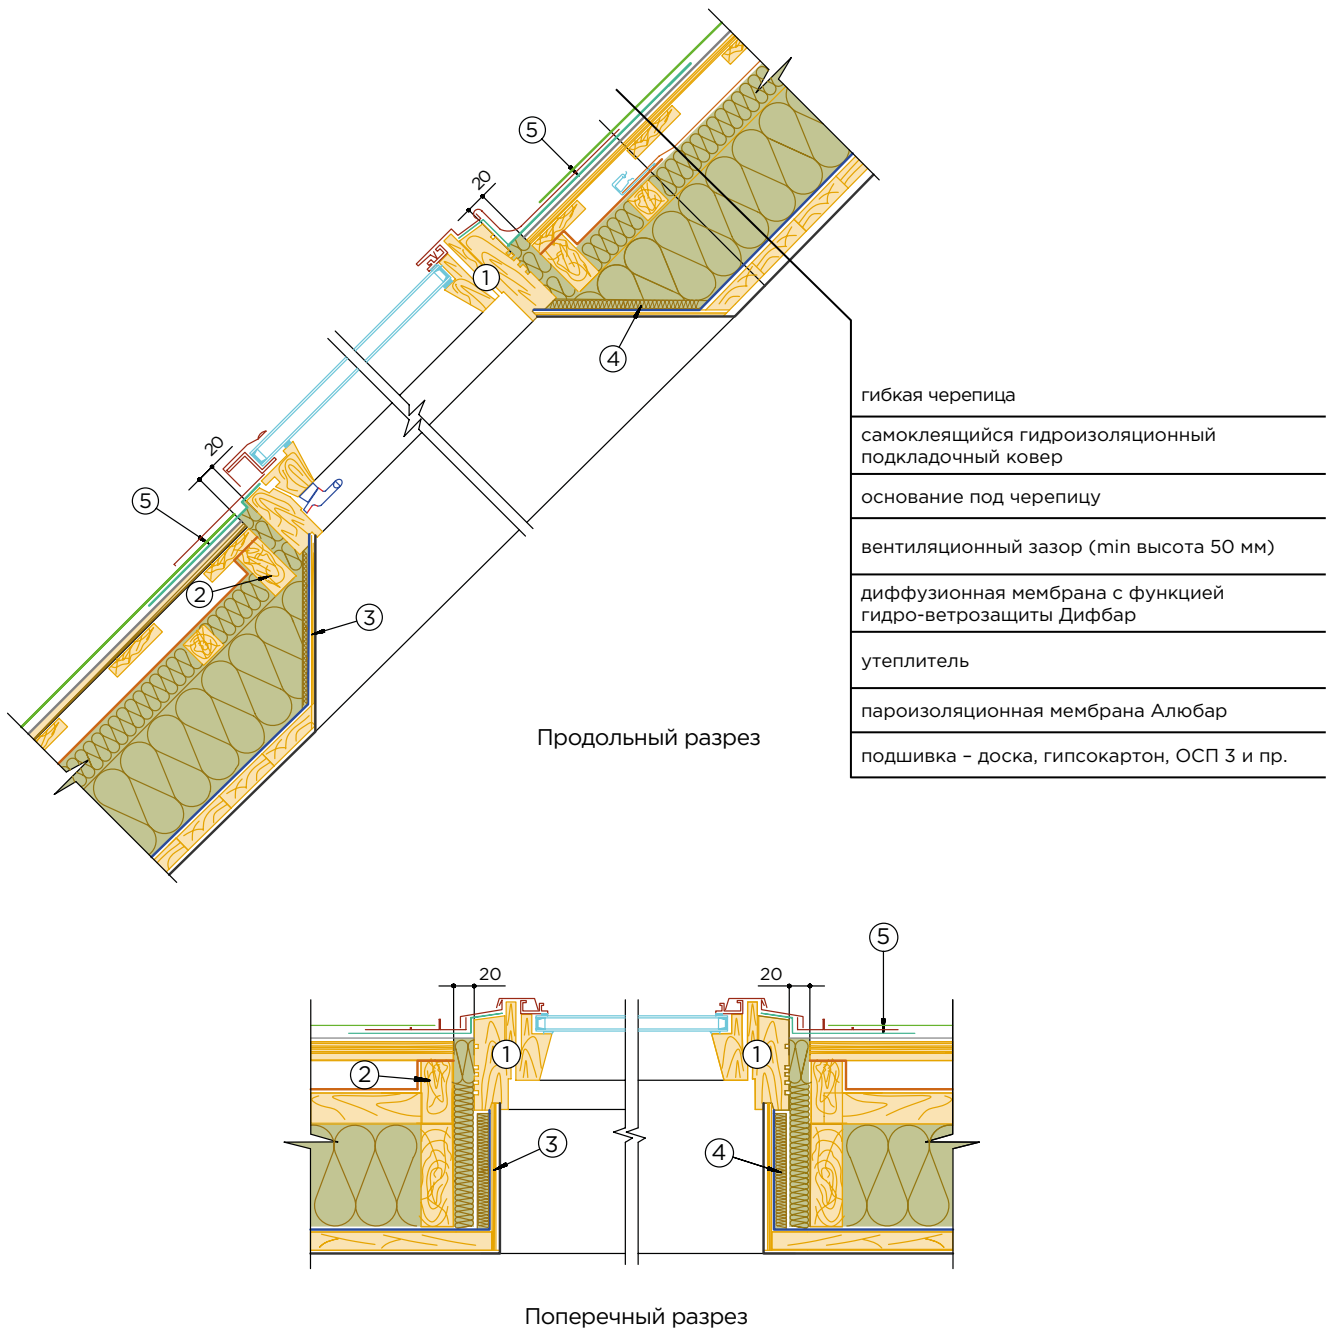 5
20
1
4
гибкая черепица
самоклеящийся гидроизоляционный
подкладочный ковер
основание под черепицу
вентиляционный зазор (min высота 50 мм)
диффузионная мембрана с функцией
гидро-ветрозащиты Дифбар
утеплитель
пароизоляционная мембрана Алюбар
подшивка – доска, гипсокартон, ОСП 3 и пр.
20
5
2
3
Продольный разрез
5
20
20
1
1
2
3
4
Поперечный разрез